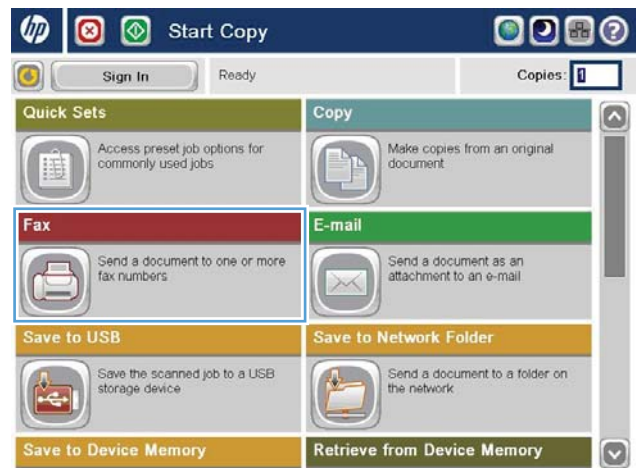 hp Start Copy
Sign In Ready Copies: 1
Quick Sets
Access preset job options for
commonly used jobs
Copy
Make copies from an original
document
Fax
Send a document to one or more
fax numbers
E-mail
Send a document as an
attachment to an e-mail
Save to USB
Save the scanned job to a USB
storage device
Save to Network Folder
Send a document to a folder on
the network
Save to Device Memory
Retrieve from Device Memory